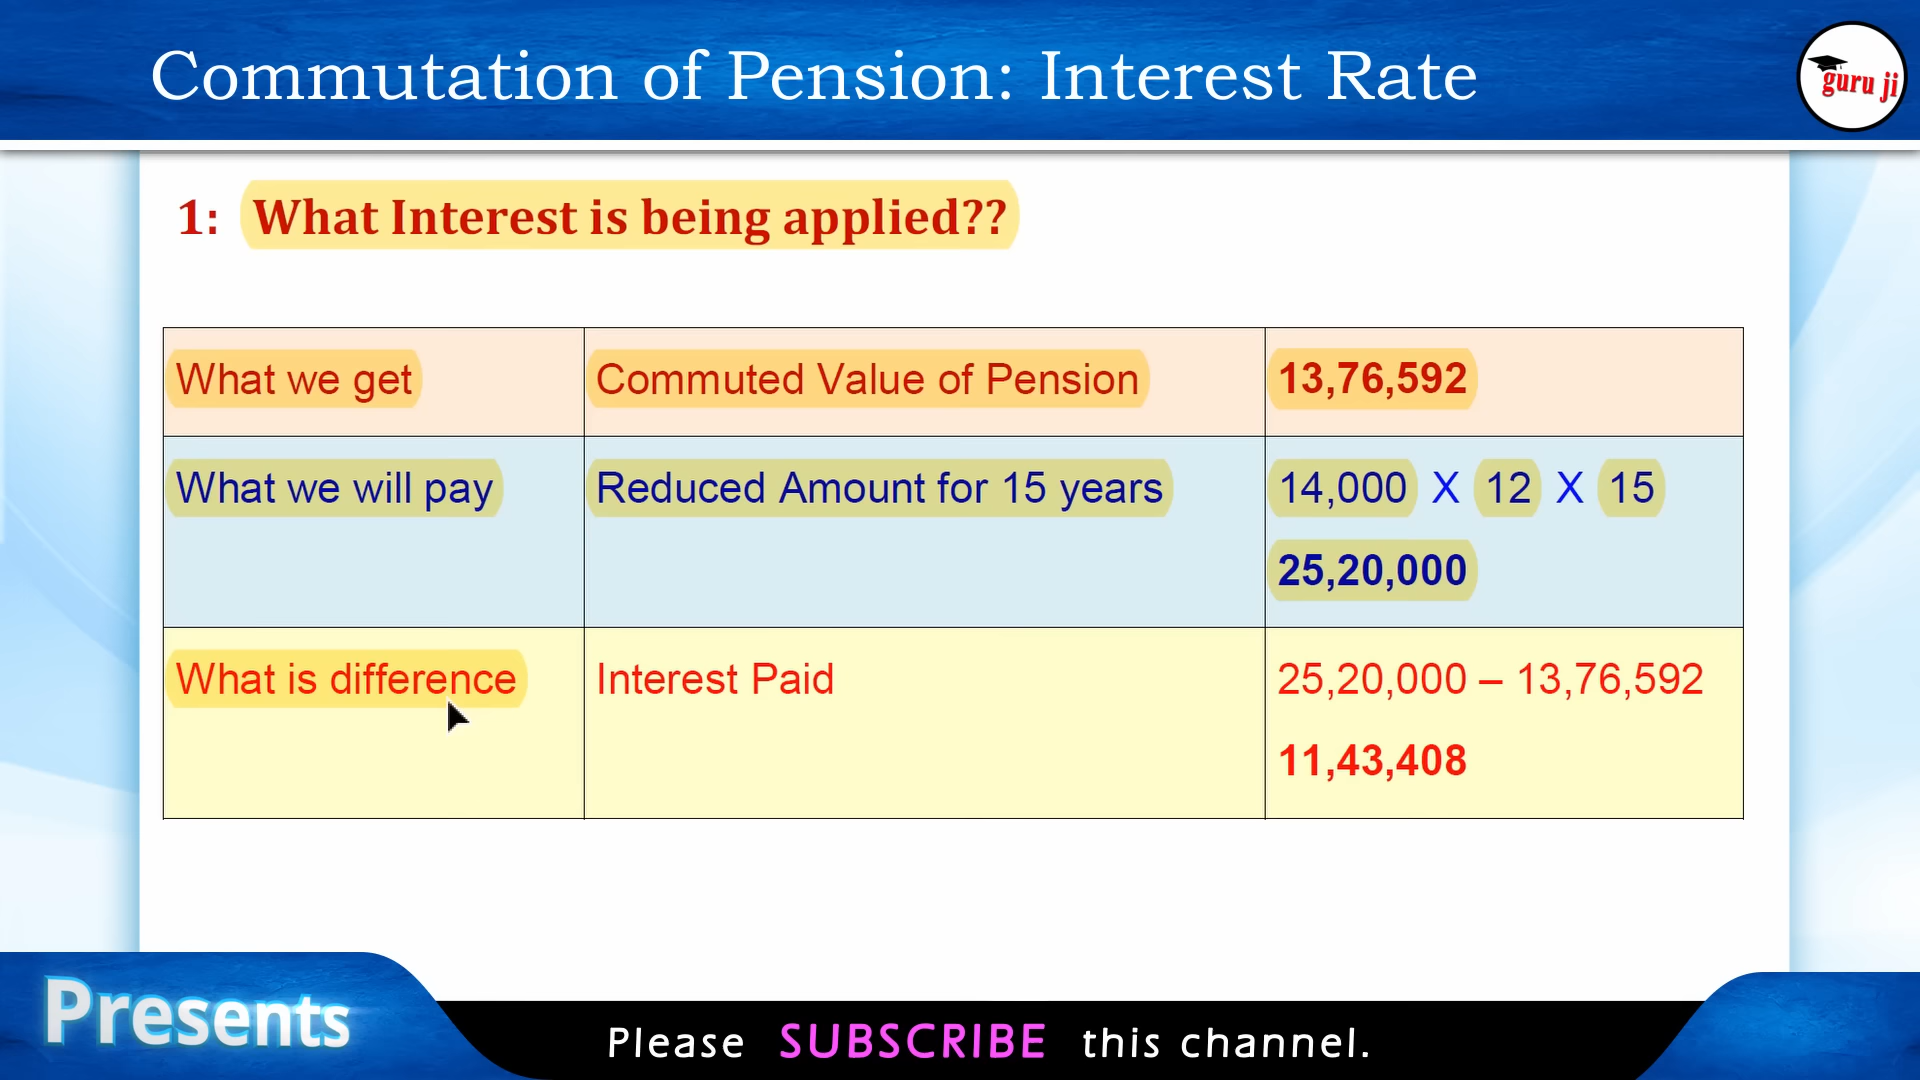 Commutation of Pension: Interest Rate
guru ji
1: What Interest is being applied??
What we get Commuted Value of Pension 13,76,592
What we will pay Reduced Amount for 15 years 14,000 X 12 X 15
25,20,000
What is difference Interest Paid 25,20,000 – 13,76,592
11,43,408
Presents
Please SUBSCRIBE this channel.